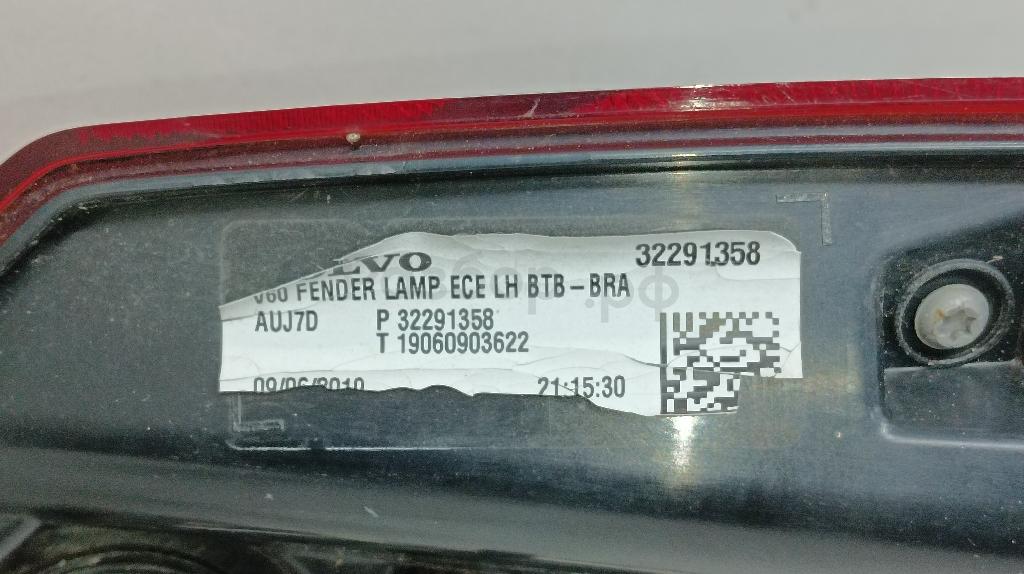 VOLVO 32291358
V60 FENDER LAMP ECE LH BTB-BRA
AUJ7D P 32291358
T 19060903622
09/06/2019 21:15:30